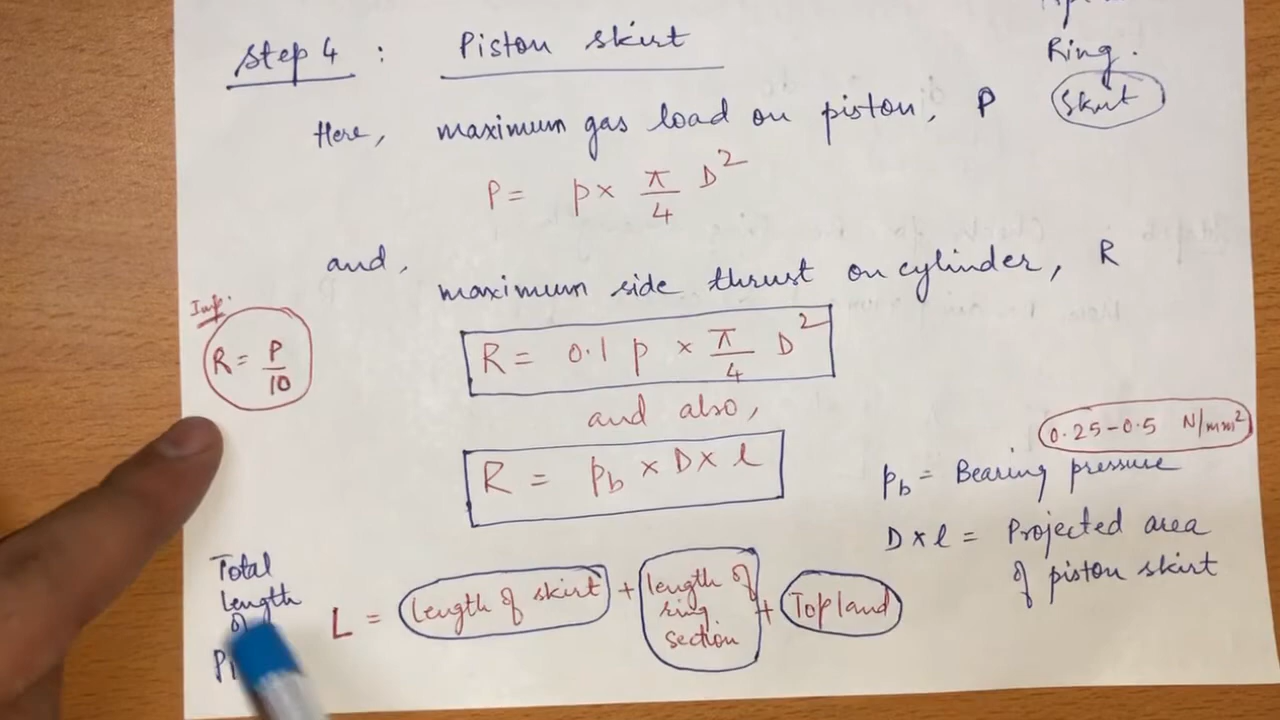 Step 4 : Piston skirt
Ring.
Skirt
Here, maximum gas load on piston, P
P = p × π/4 D²
and, maximum side thrust on cylinder, R
Imp.
R = P/10
R = 0.1 p × π/4 D²
and also,
R = pb × D × l
0.25 - 0.5 N/mm²
pb = Bearing pressure
D × l = Projected area
of piston skirt
Total
length
of
L = length of skirt + length of ring section + Top land